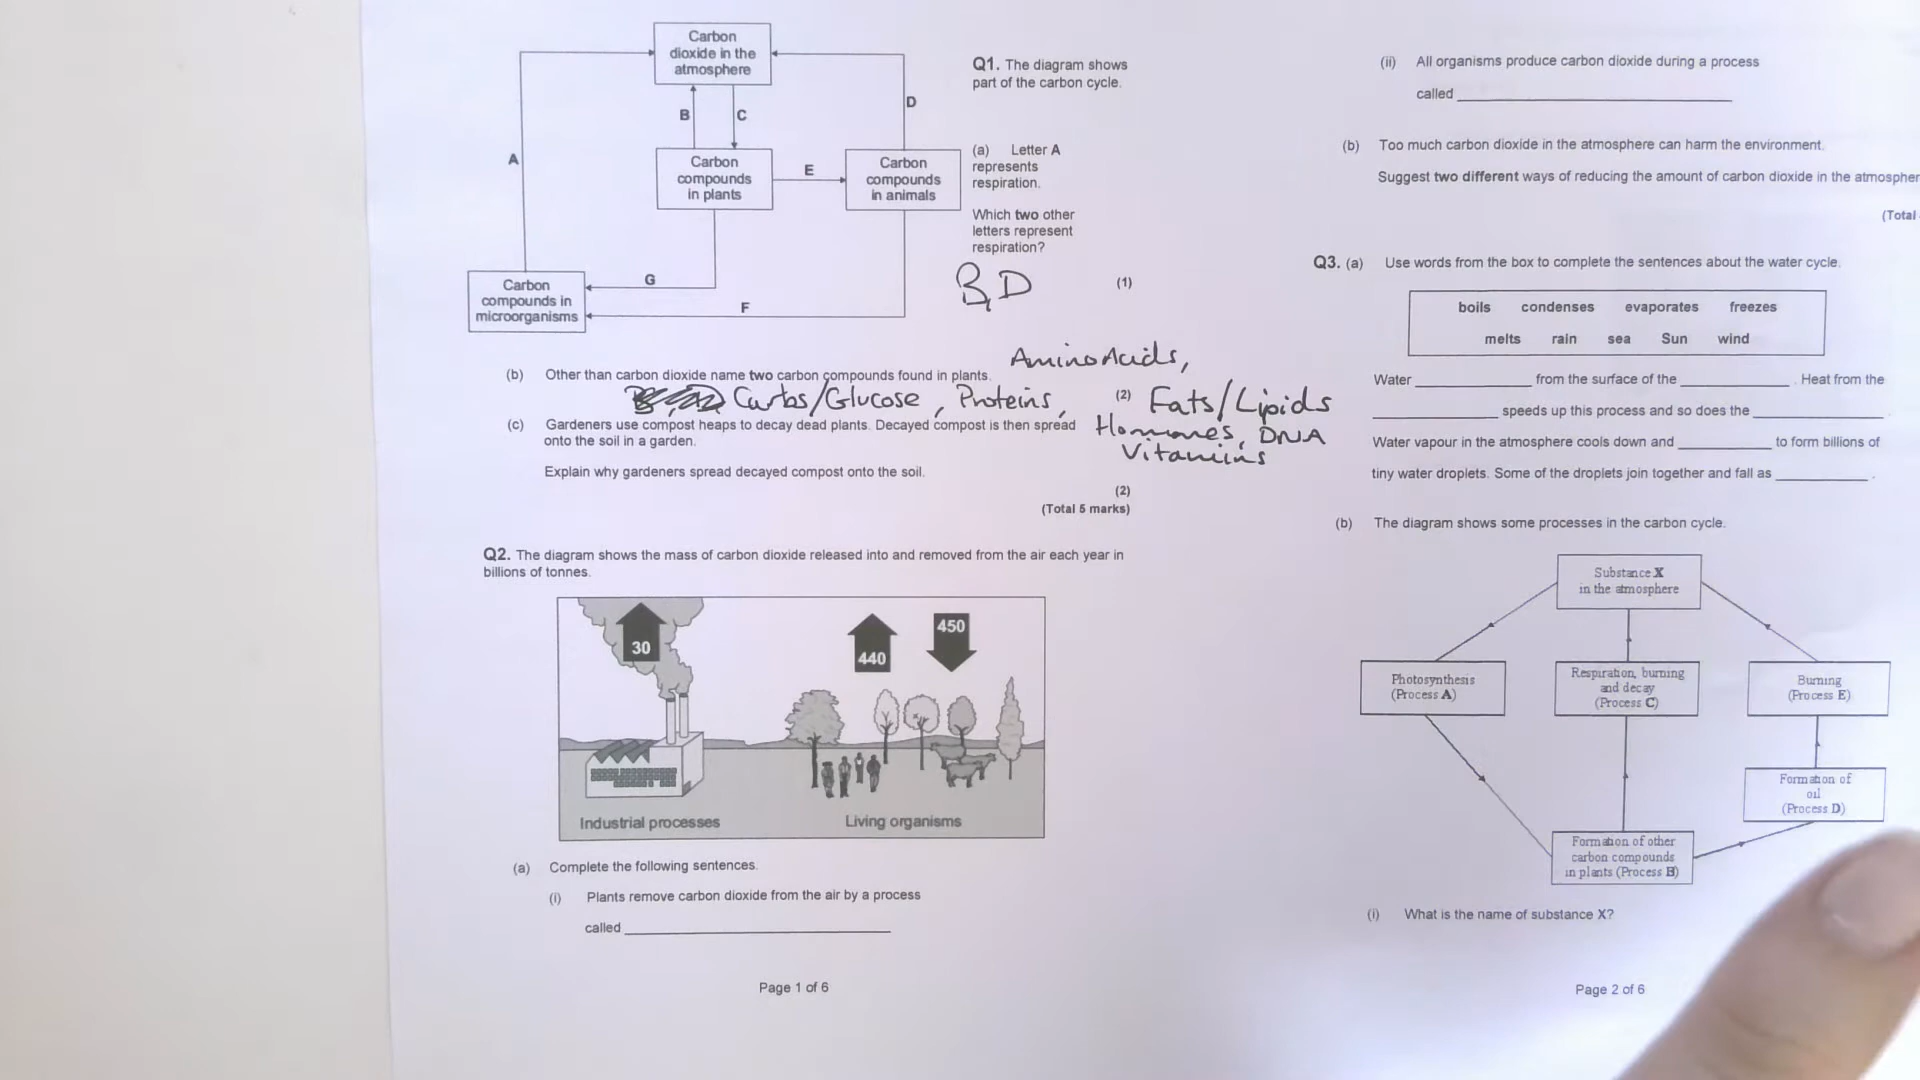 Carbon
dioxide in the
atmosphere
Q1. The diagram shows
part of the carbon cycle.
B
C
D
A
Carbon
compounds
in plants
E
Carbon
compounds
in animals
(a) Letter A
represents
respiration.
Which two other
letters represent
respiration?
B, D
(1)
G
F
Carbon
compounds in
microorganisms
(b) Other than carbon dioxide name two carbon compounds found in plants.
Amino Acids,
Carbs/Glucose, Proteins,
(2)
Fats/Lipids
Hormones, DNA
Vitamins
(c) Gardeners use compost heaps to decay dead plants. Decayed compost is then spread
onto the soil in a garden.
Explain why gardeners spread decayed compost onto the soil.
(2)
(Total 5 marks)
Q2. The diagram shows the mass of carbon dioxide released into and removed from the air each year in
billions of tonnes.
30
440
450
Industrial processes
Living organisms
(a) Complete the following sentences.
(i) Plants remove carbon dioxide from the air by a process
called
Page 1 of 6
(ii) All organisms produce carbon dioxide during a process
called
(b) Too much carbon dioxide in the atmosphere can harm the environment.
Suggest two different ways of reducing the amount of carbon dioxide in the atmospher
(Total
Q3. (a) Use words from the box to complete the sentences about the water cycle.
boils condenses evaporates freezes
melts rain sea Sun wind
Water ____ from the surface of the ____. Heat from the
____ speeds up this process and so does the ____.
Water vapour in the atmosphere cools down and ____ to form billions of
tiny water droplets. Some of the droplets join together and fall as ____.
(b) The diagram shows some processes in the carbon cycle.
Substance X
in the atmosphere
Photosynthesis
(Process A)
Respiration, burning
and decay
(Process C)
Burning
(Process E)
Formation of
oil
(Process D)
Formation of other
carbon compounds
in plants (Process B)
(i) What is the name of substance X?
Page 2 of 6